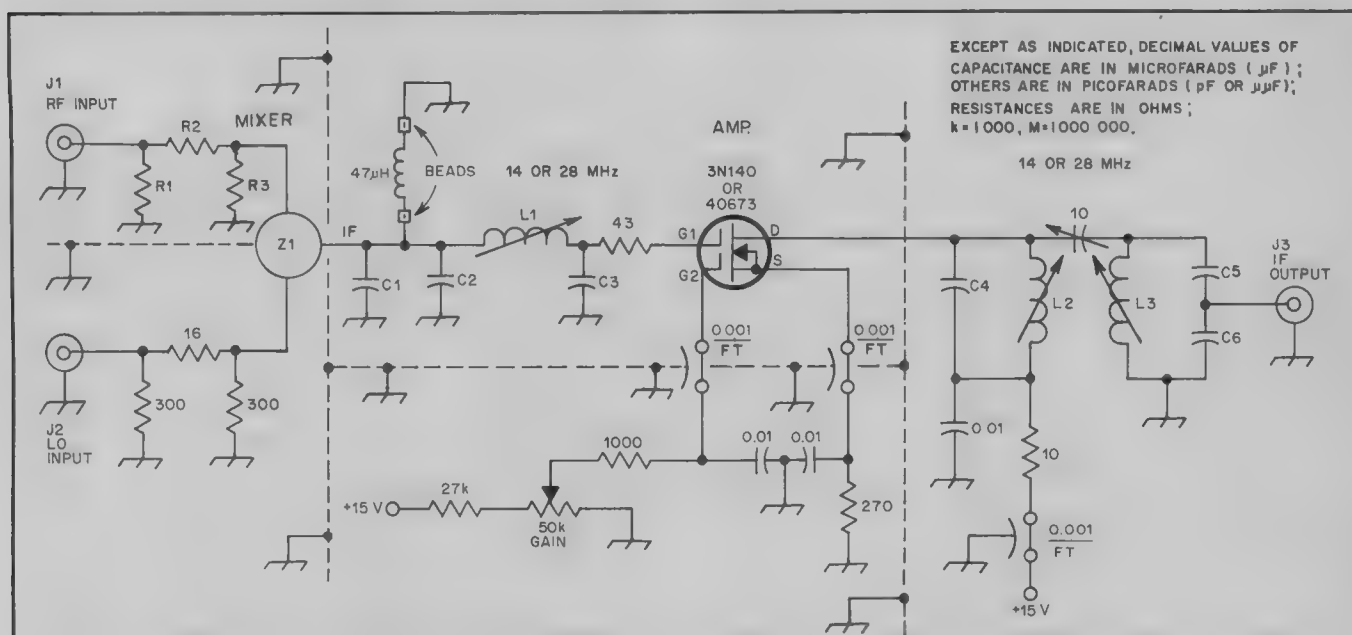 EXCEPT AS INDICATED, DECIMAL VALUES OF
CAPACITANCE ARE IN MICROFARADS ( µF ) ;
OTHERS ARE IN PICOFARADS ( pF OR µµF);
RESISTANCES ARE IN OHMS ;
k = 1000, M=1000 000.
J1
RF INPUT
R2
MIXER
R1
R3
Z1
IF
J2
LO
INPUT
16
300
300
47µH
BEADS
14 OR 28 MHz
L1
C1
C2
C3
43
AMP.
3N140
OR
40673
G1
G2
D
S
0.001
FT
0.001
FT
1000
0.01
0.01
270
+15 V
27k
50k
GAIN
14 OR 28 MHz
10
C4
L2
L3
C5
C6
J3
IF
OUTPUT
0.01
10
0.001
FT
+15 V